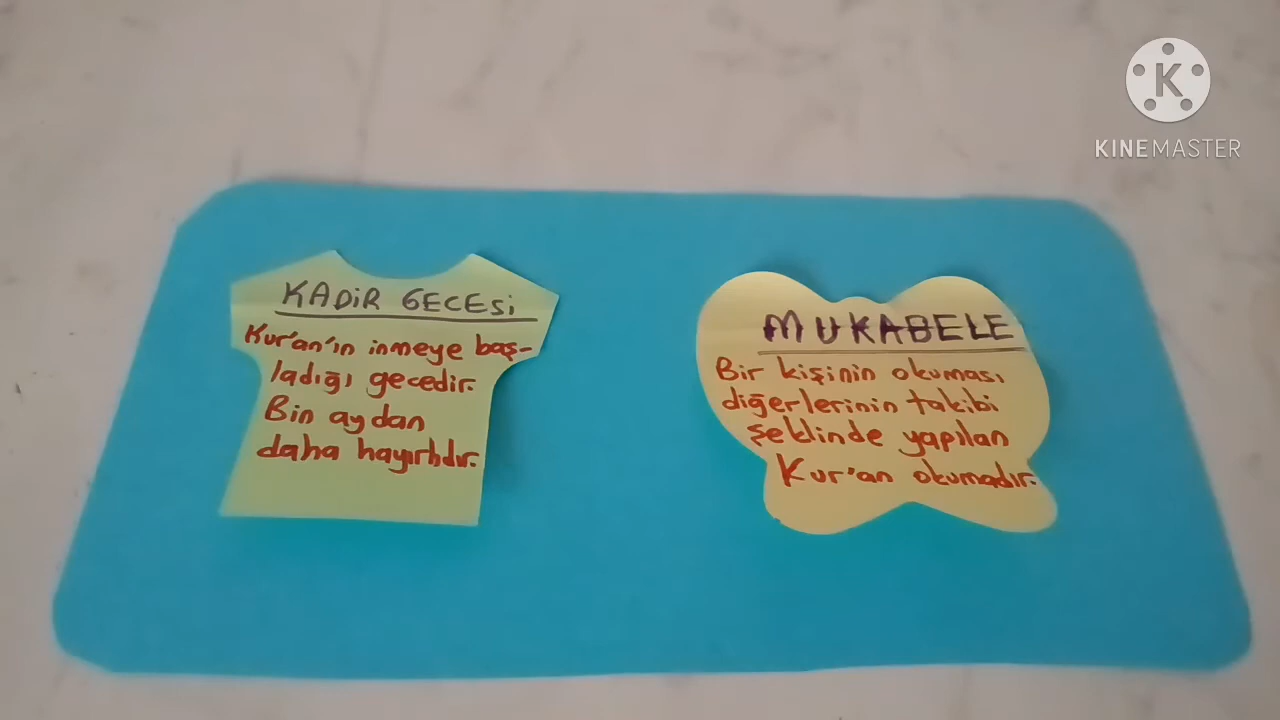 KADİR GECESİ
Kur'an'ın inmeye baş-
ladığı gecedir.
Bin aydan
daha hayırlıdır.
MUKABELE
Bir kişinin okuması
diğerlerinin takibi
şeklinde yapılan
Kur'an okumadır.
K
KINEMASTER